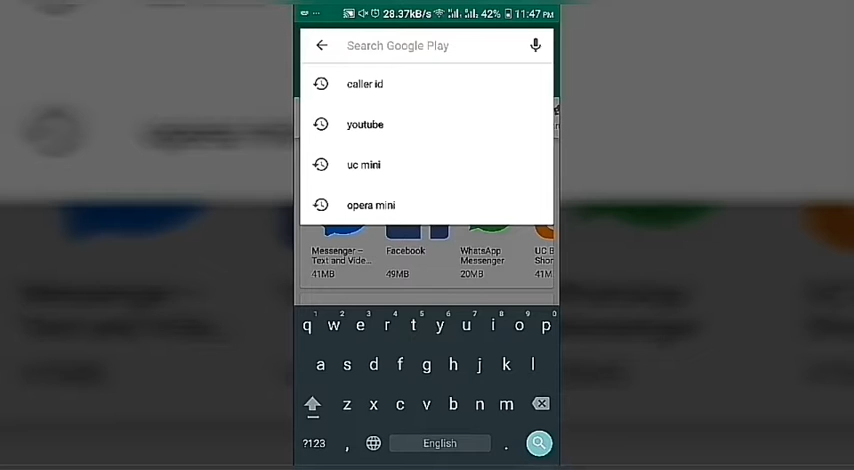 28.37kB/s 42% 11:47 PM
Search Google Play
caller id
youtube
uc mini
opera mini
Messenger – Facebook WhatsApp UC B
Text and Vide... Messenger Shor
41MB 49MB 20MB 41M
1 2 3 4 5 6 7 8 9 0
q w e r t y u i o p
a s d f g h j k l
z x c v b n m
?123 , English .